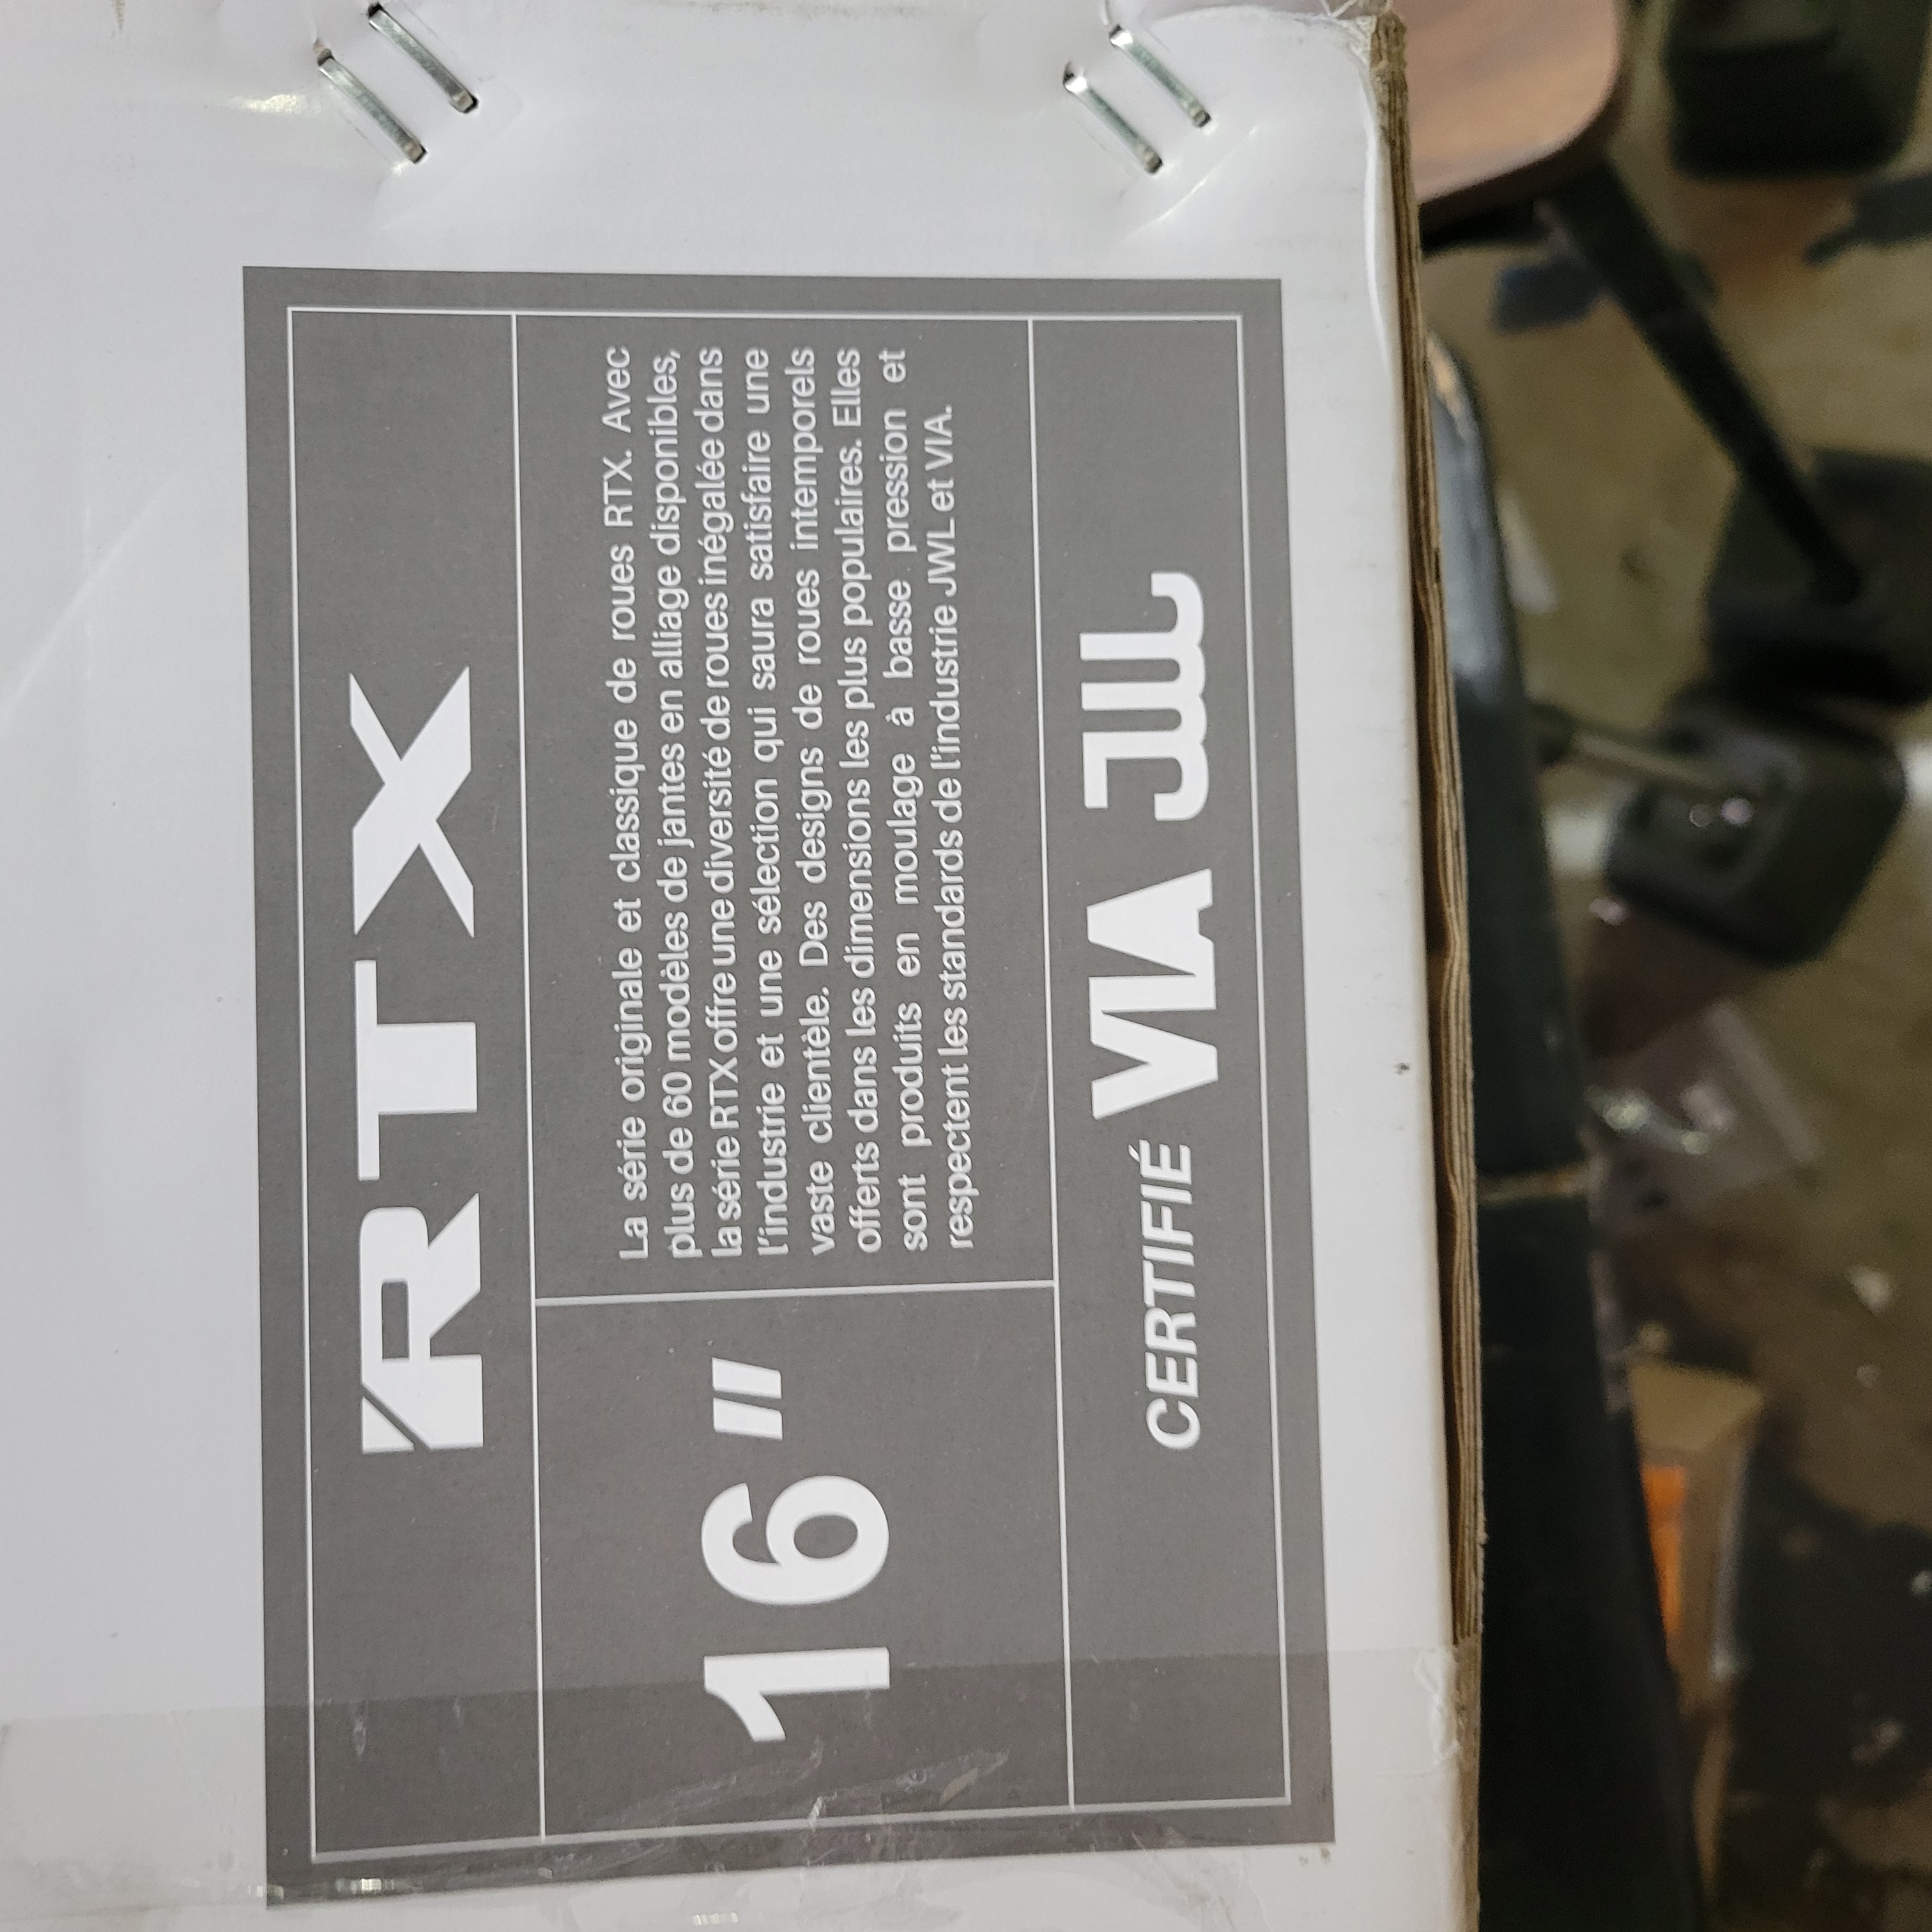 RTX
16"
La série originale et classique de roues RTX. Avec
plus de 60 modèles de jantes en alliage disponibles,
la série RTX offre une diversité de roues inégalée dans
l'industrie et une sélection qui saura satisfaire une
vaste clientèle. Des designs de roues intemporels
offerts dans les dimensions les plus populaires. Elles
sont produits en moulage à basse pression et
respectent les standards de l'industrie JWL et VIA.
CERTIFIÉ VIA JWL